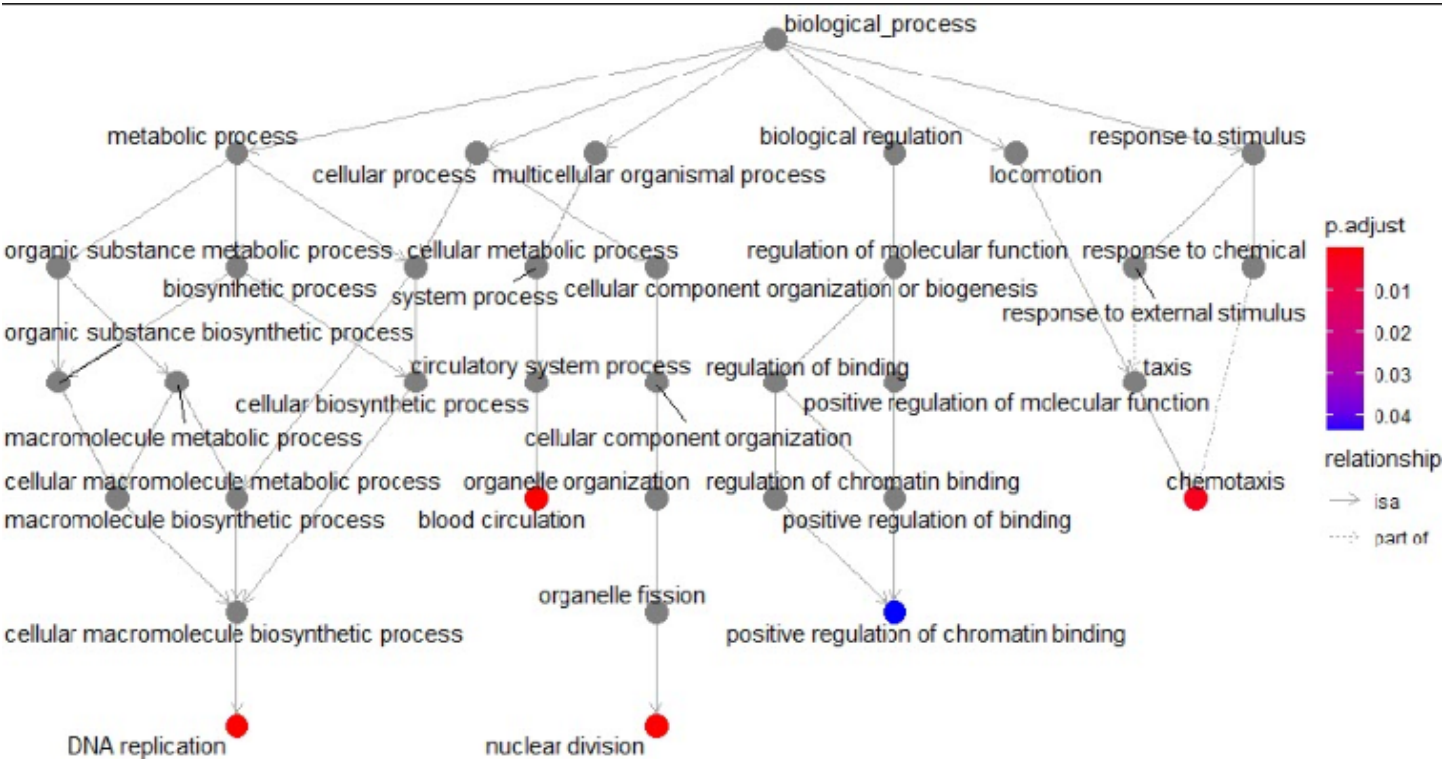 biological_process
metabolic process
biological regulation
response to stimulus
cellular process
multicellular organismal process
locomotion
organic substance metabolic process
cellular metabolic process
regulation of molecular function
response to chemical
biosynthetic process
system process
cellular component organization or biogenesis
response to external stimulus
organic substance biosynthetic process
circulatory system process
regulation of binding
taxis
cellular biosynthetic process
positive regulation of molecular function
macromolecule metabolic process
cellular component organization
cellular macromolecule metabolic process
organelle organization
regulation of chromatin binding
chemotaxis
macromolecule biosynthetic process
blood circulation
positive regulation of binding
organelle fission
cellular macromolecule biosynthetic process
positive regulation of chromatin binding
DNA replication
nuclear division
p.adjust
0.01
0.02
0.03
0.04
relationship
isa
part of